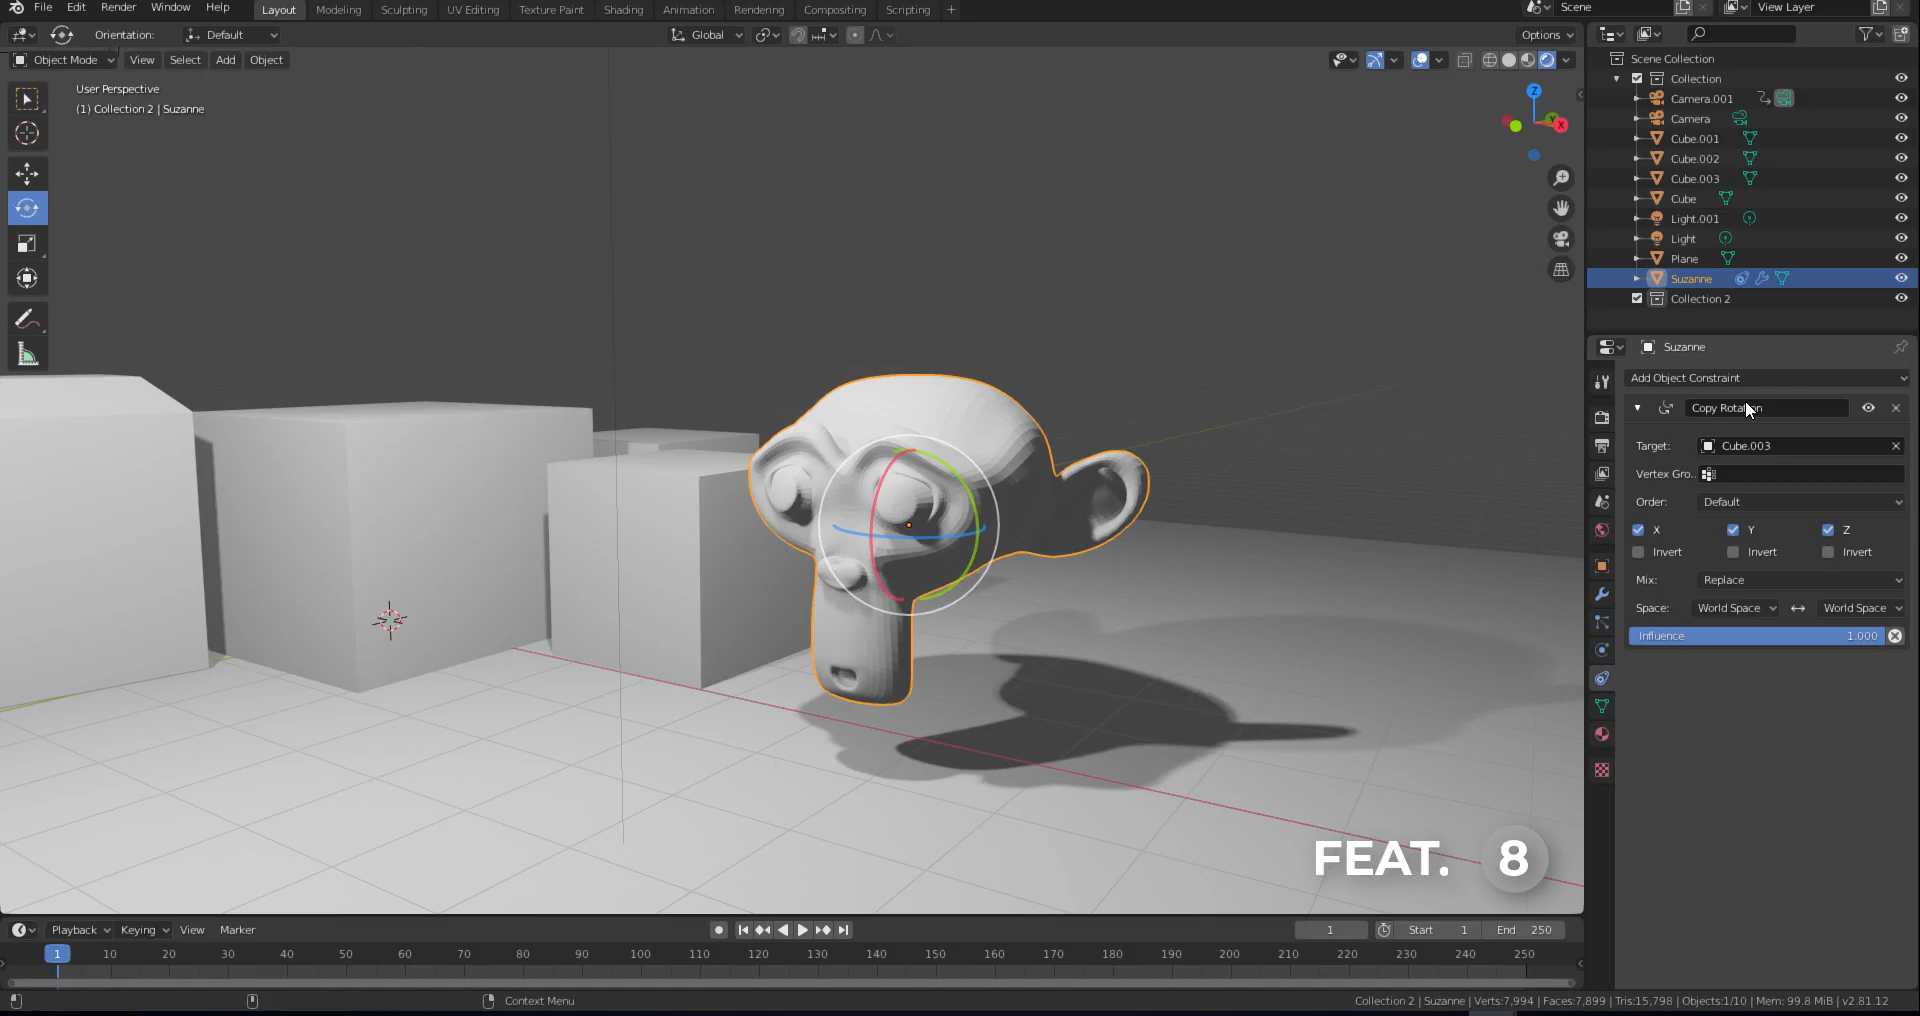 File Edit Render Window Help Layout Modeling Sculpting UV Editing Texture Paint Shading Animation Rendering Compositing Scripting + Scene View Layer
Orientation: Default Global Options
Object Mode View Select Add Object
User Perspective
(1) Collection 2 | Suzanne
Z
Y
X
Scene Collection
Collection
Camera.001
Camera
Cube.001
Cube.002
Cube.003
Cube
Light.001
Light
Plane
Suzanne
Collection 2
Suzanne
Add Object Constraint
Copy Rotation
Target: Cube.003
Vertex Gro..
Order: Default
X Y Z
Invert Invert Invert
Mix: Replace
Space: World Space World Space
Influence 1.000
FEAT. 8
Playback Keying View Marker 1 Start 1 End 250
1 10 20 30 40 50 60 70 80 90 100 110 120 130 140 150 160 170 180 190 200 210 220 230 240 250
Context Menu Collection 2 | Suzanne | Verts:7,994 | Faces:7,899 | Tris:15,798 | Objects:1/10 | Mem: 99.8 MiB | v2.81.12